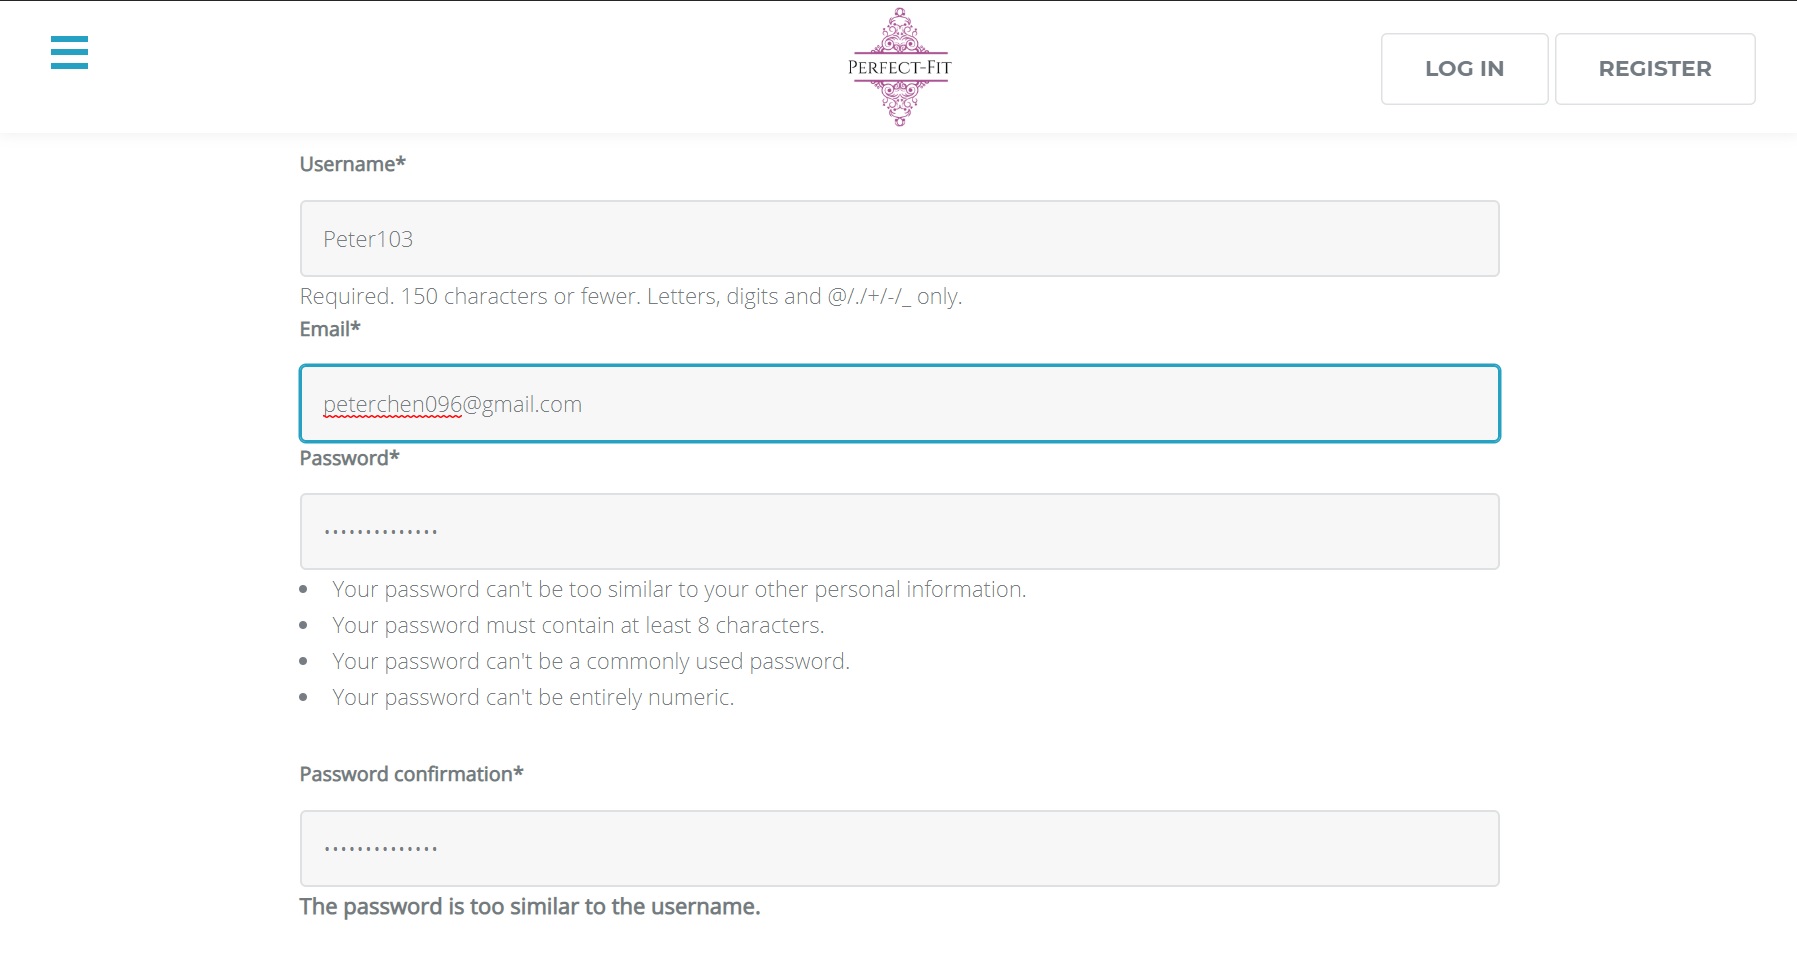 PERFECT-FIT
LOG IN
REGISTER
Username*
Peter103
Required. 150 characters or fewer. Letters, digits and @/./+/-/_ only.
Email*
peterchen096@gmail.com
Password*
••••••••••••••
• Your password can't be too similar to your other personal information.
• Your password must contain at least 8 characters.
• Your password can't be a commonly used password.
• Your password can't be entirely numeric.
Password confirmation*
••••••••••••••
The password is too similar to the username.